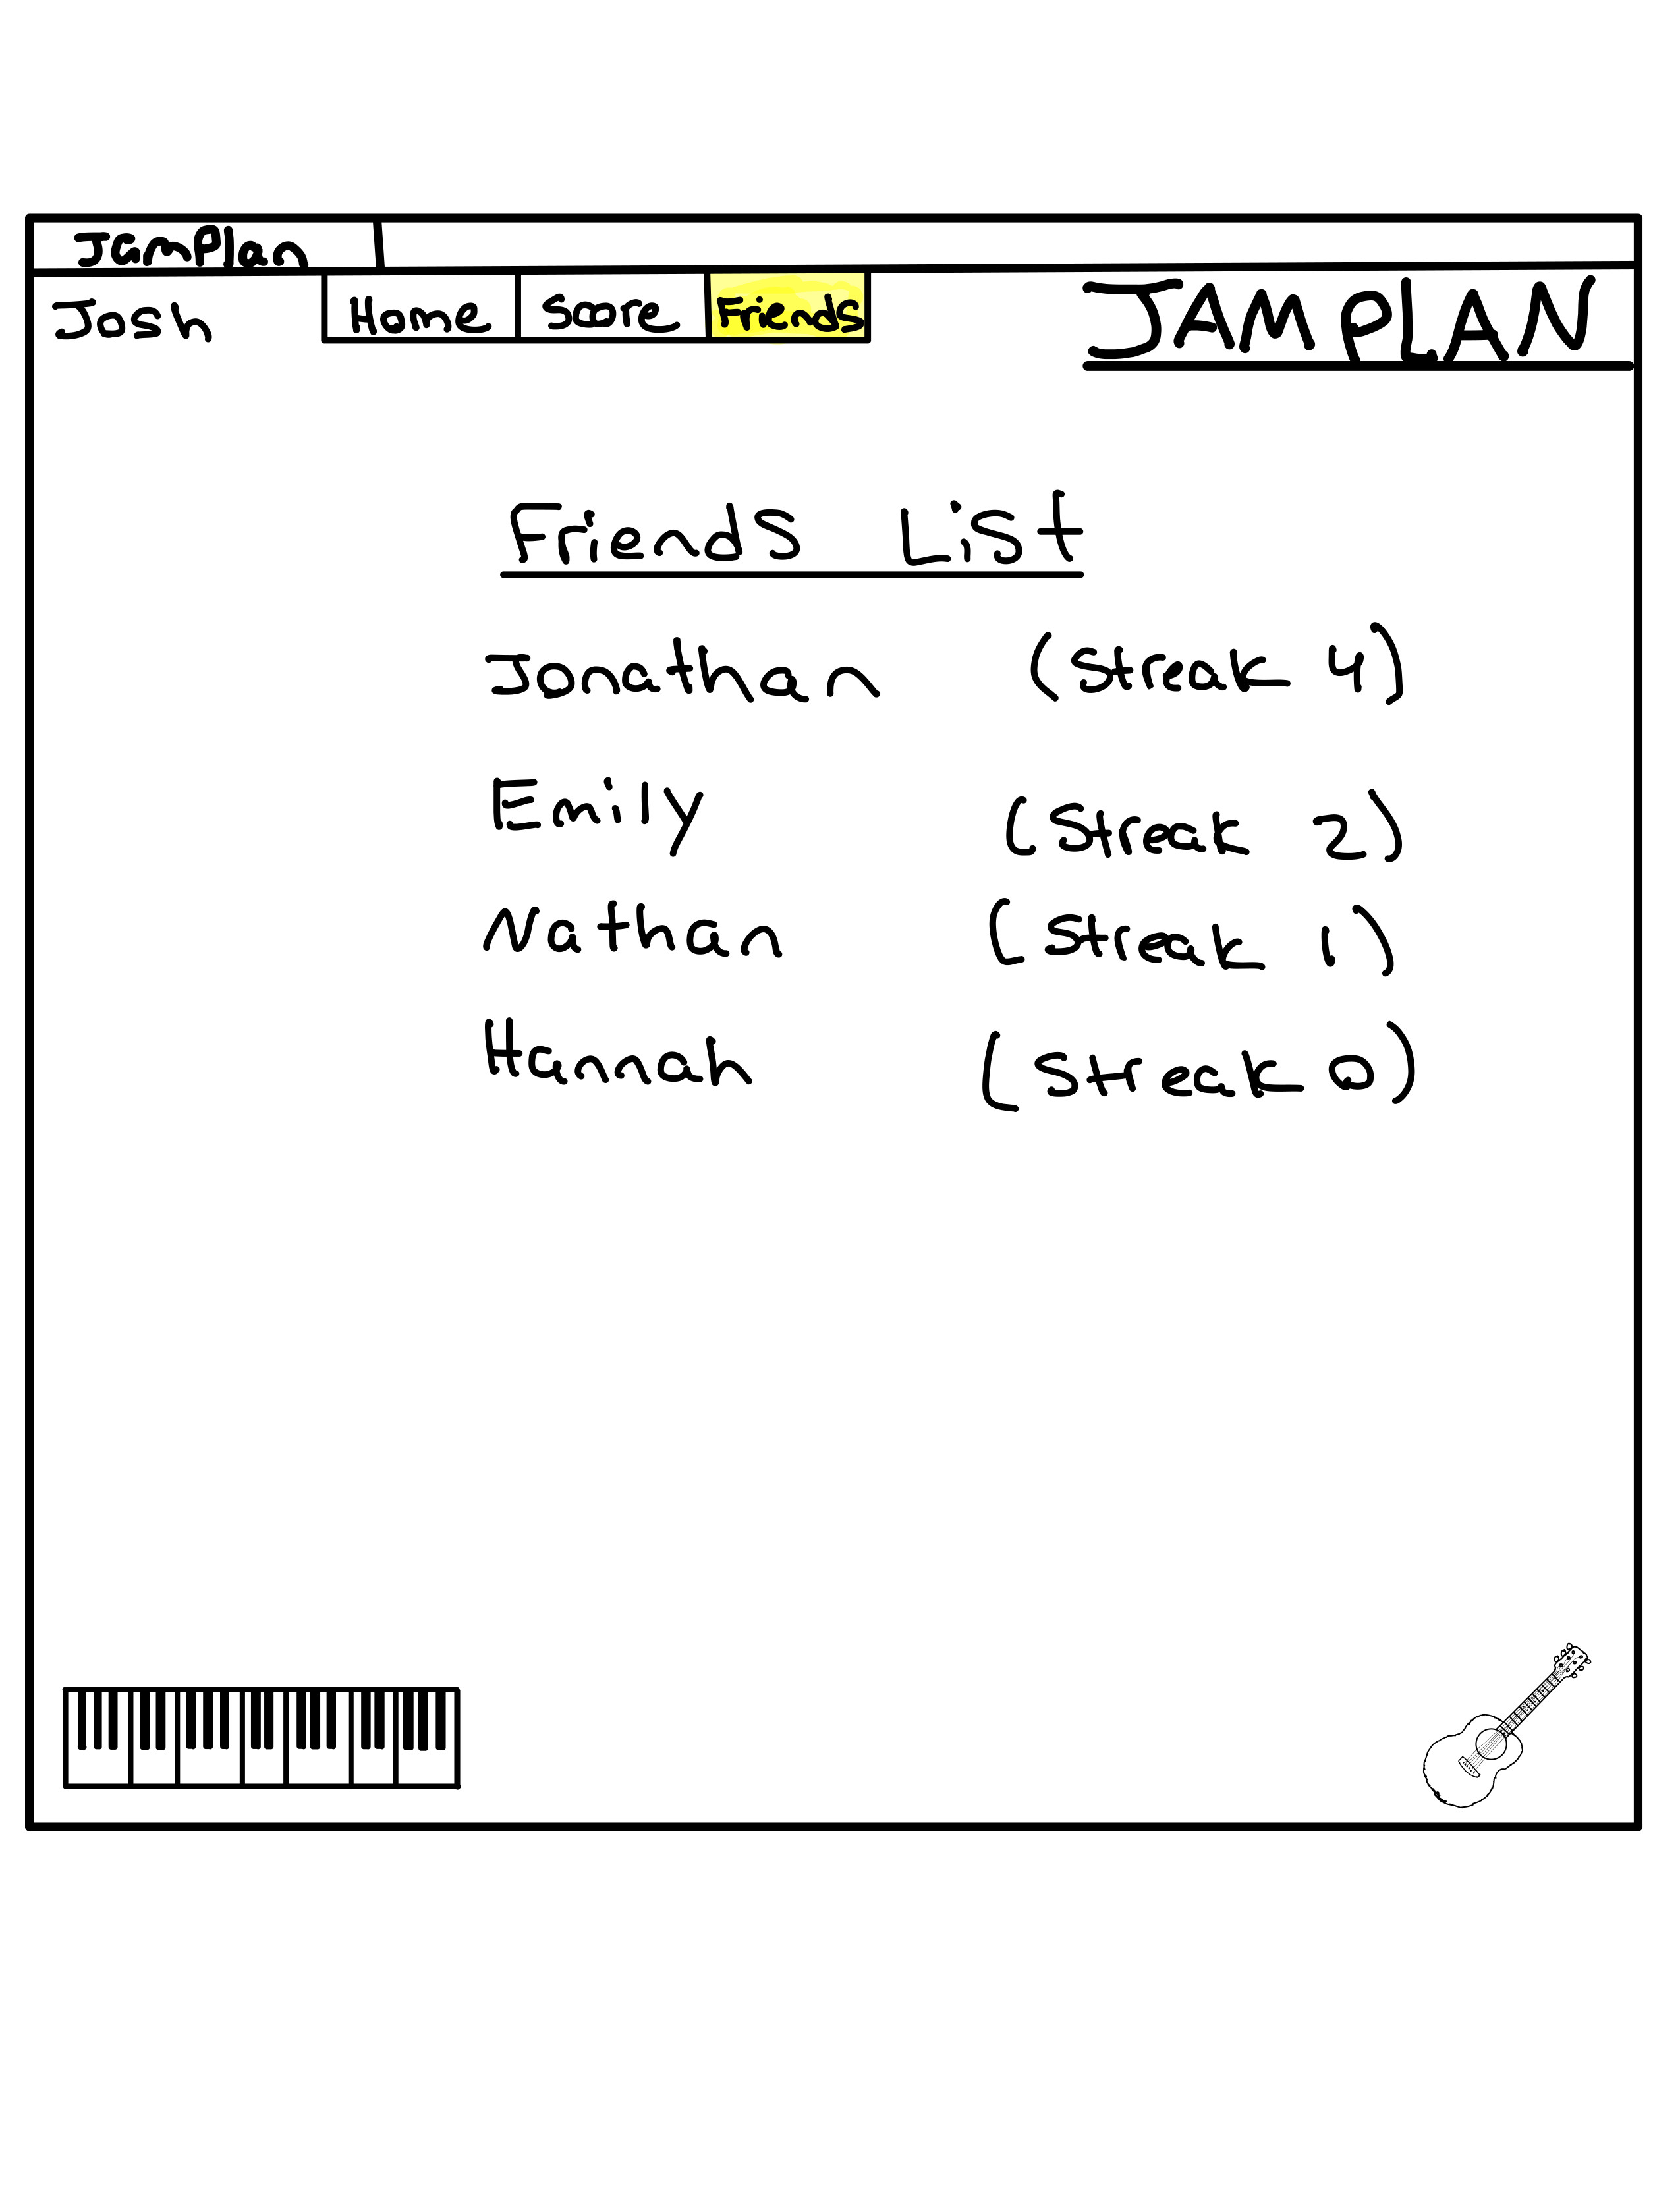 JamPlan
Josh
Home
Score
Friends
JAMPLAN
Friends List
Jonathan (Streak 4)
Emily (Streak 2)
Nathan (Streak 1)
Hannah (Streak 0)